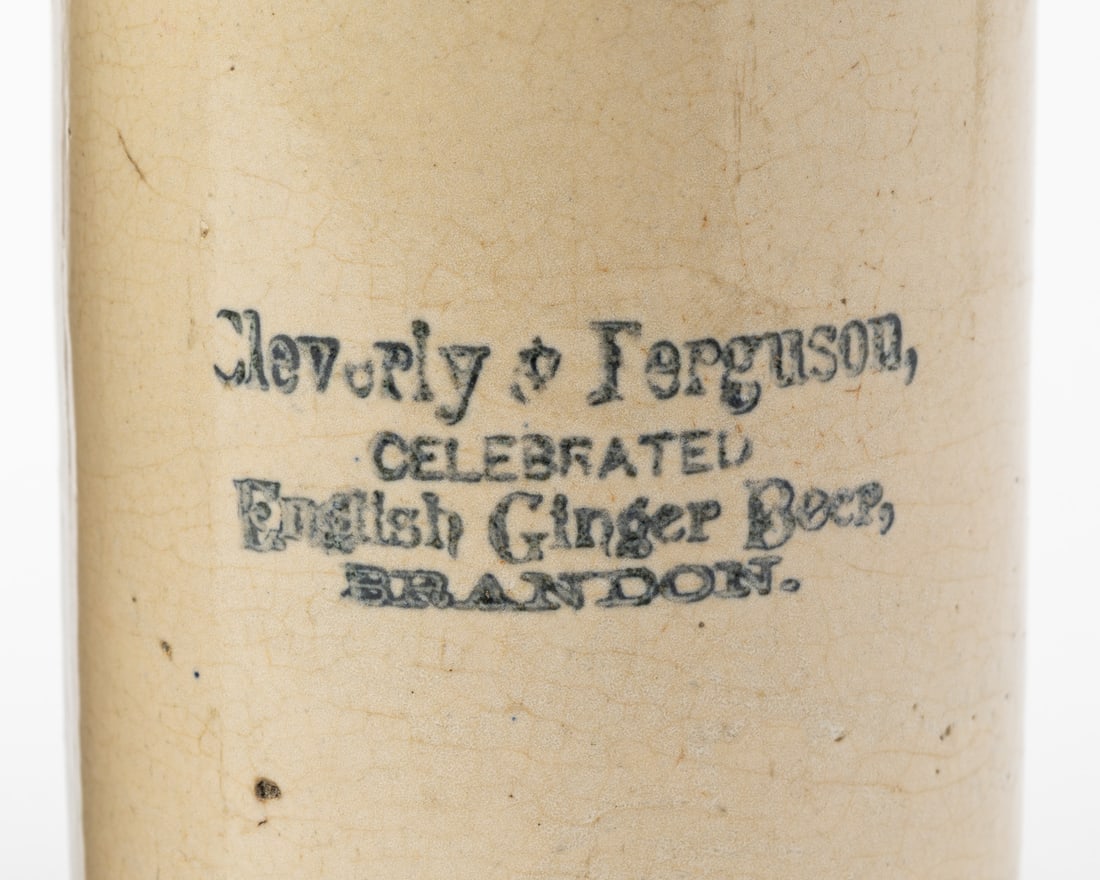 Cleverly & Ferguson,
CELEBRATED
English Ginger Beer,
BRANDON.